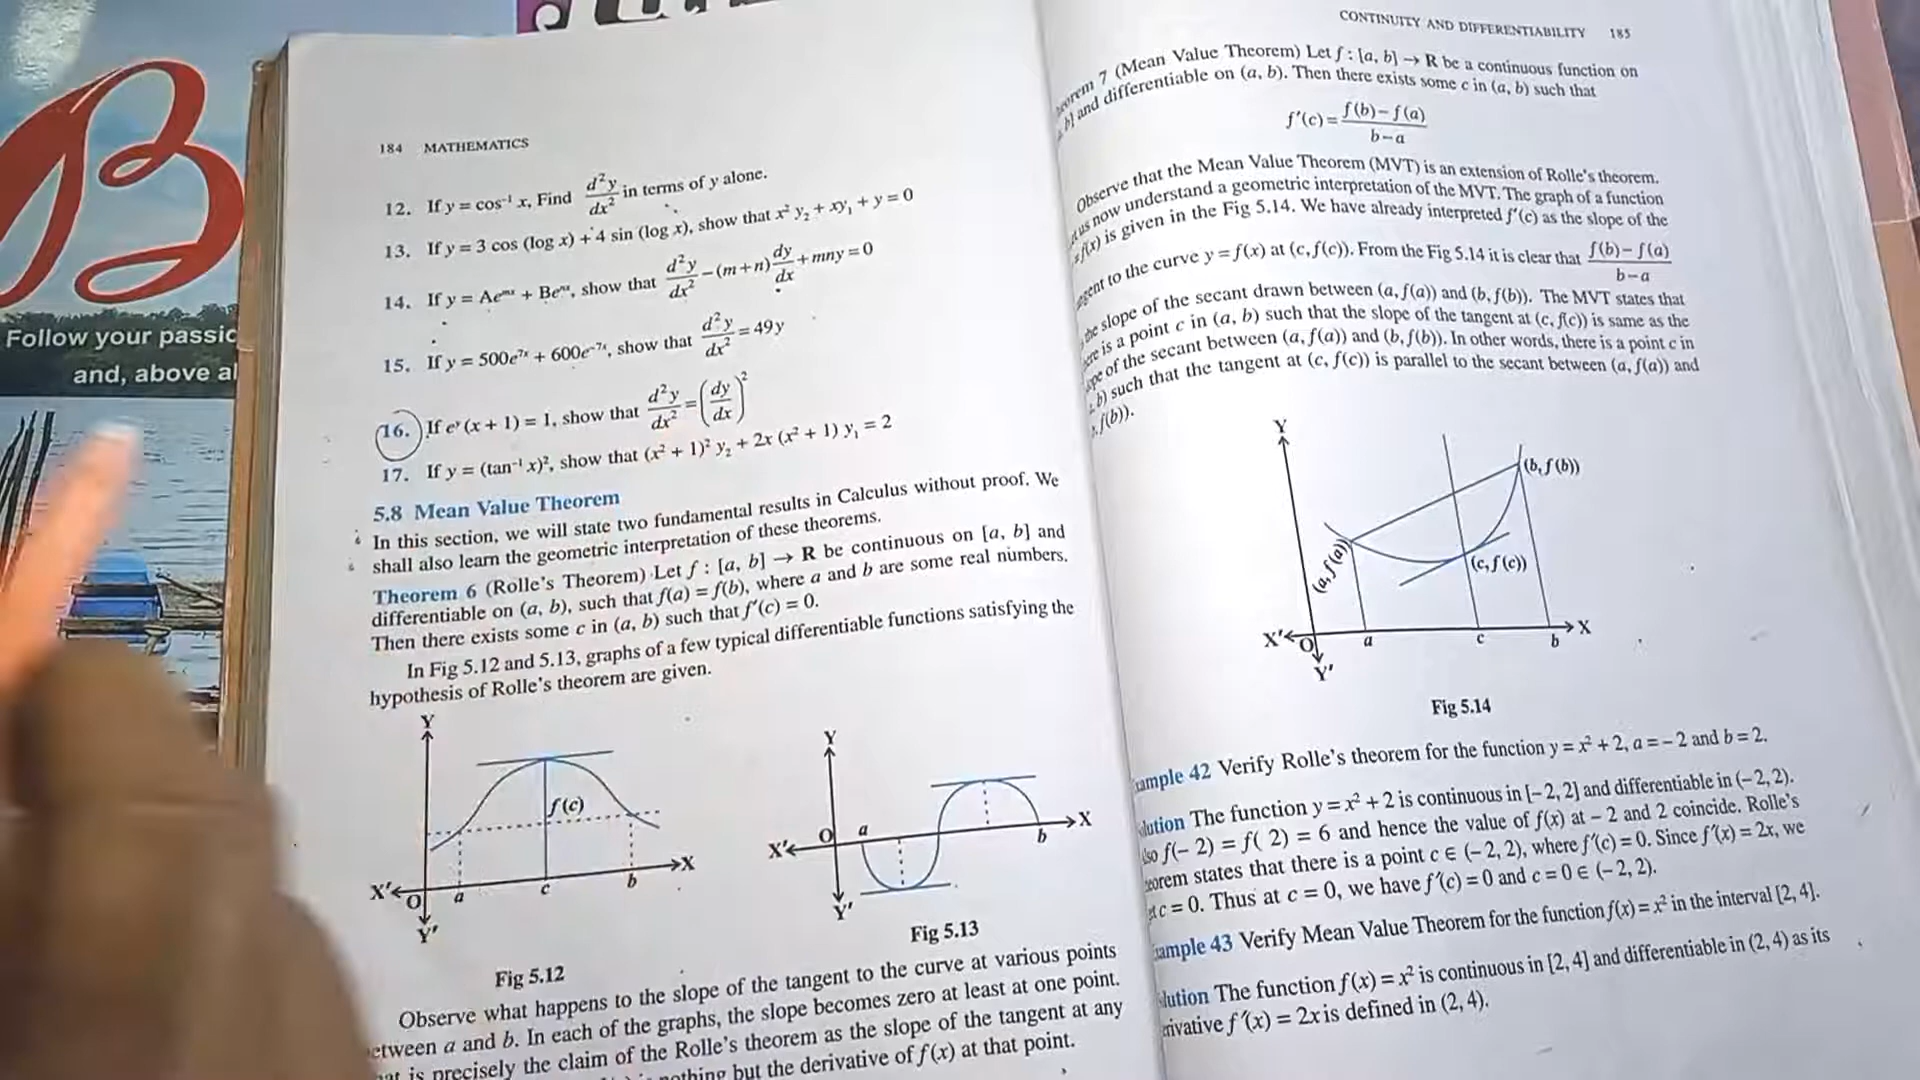 B
Follow your passic
and, above al
184 MATHEMATICS
12. If y = cos⁻¹ x, Find d²y/dx² in terms of y alone.
13. If y = 3 cos (log x) + 4 sin (log x), show that x² y₂ + xy₁ + y = 0
14. If y = Aeᵐˣ + Beⁿˣ, show that d²y/dx² − (m+n) dy/dx + mny = 0
15. If y = 500e⁷ˣ + 600e⁻⁷ˣ, show that d²y/dx² = 49y
16. If eʸ (x + 1) = 1, show that d²y/dx² = (dy/dx)²
17. If y = (tan⁻¹ x)², show that (x² + 1)² y₂ + 2x (x² + 1) y₁ = 2
5.8 Mean Value Theorem
In this section, we will state two fundamental results in Calculus without proof. We
shall also learn the geometric interpretation of these theorems.
Theorem 6 (Rolle's Theorem) Let f : [a, b] → R be continuous on [a, b] and
differentiable on (a, b), such that f(a) = f(b), where a and b are some real numbers.
Then there exists some c in (a, b) such that f′(c) = 0.
In Fig 5.12 and 5.13, graphs of a few typical differentiable functions satisfying the
hypothesis of Rolle's theorem are given.
Y
f(c)
X′ O a c b X
Y′
Fig 5.12
Y
X′ O a b X
Y′
Fig 5.13
Observe what happens to the slope of the tangent to the curve at various points
etween a and b. In each of the graphs, the slope becomes zero at least at one point.
at is precisely the claim of the Rolle's theorem as the slope of the tangent at any
nothing but the derivative of f(x) at that point.
CONTINUITY AND DIFFERENTIABILITY 185
eorem 7 (Mean Value Theorem) Let f : [a, b] → R be a continuous function on
, b] and differentiable on (a, b). Then there exists some c in (a, b) such that
f′(c) = f(b) − f(a)/b − a
Observe that the Mean Value Theorem (MVT) is an extension of Rolle's theorem.
us now understand a geometric interpretation of the MVT. The graph of a function
= f(x) is given in the Fig 5.14. We have already interpreted f′(c) as the slope of the
ngent to the curve y = f(x) at (c, f(c)). From the Fig 5.14 it is clear that f(b) − f(a)/b − a
the slope of the secant drawn between (a, f(a)) and (b, f(b)). The MVT states that
ere is a point c in (a, b) such that the slope of the tangent at (c, f(c)) is same as the
ope of the secant between (a, f(a)) and (b, f(b)). In other words, there is a point c in
, b) such that the tangent at (c, f(c)) is parallel to the secant between (a, f(a)) and
, f(b)).
Y
(b, f(b))
(a, f(a))
(c, f(c))
X′ O a c b X
Y′
Fig 5.14
ample 42 Verify Rolle's theorem for the function y = x² + 2, a = − 2 and b = 2.
lution The function y = x² + 2 is continuous in [− 2, 2] and differentiable in (− 2, 2).
lso f(− 2) = f( 2) = 6 and hence the value of f(x) at − 2 and 2 coincide. Rolle's
eorem states that there is a point c ∈ (− 2, 2), where f′(c) = 0. Since f′(x) = 2x, we
et c = 0. Thus at c = 0, we have f′(c) = 0 and c = 0 ∈ (− 2, 2).
ample 43 Verify Mean Value Theorem for the function f(x) = x² in the interval [2, 4].
lution The function f(x) = x² is continuous in [2, 4] and differentiable in (2, 4) as its
erivative f′(x) = 2x is defined in (2, 4).